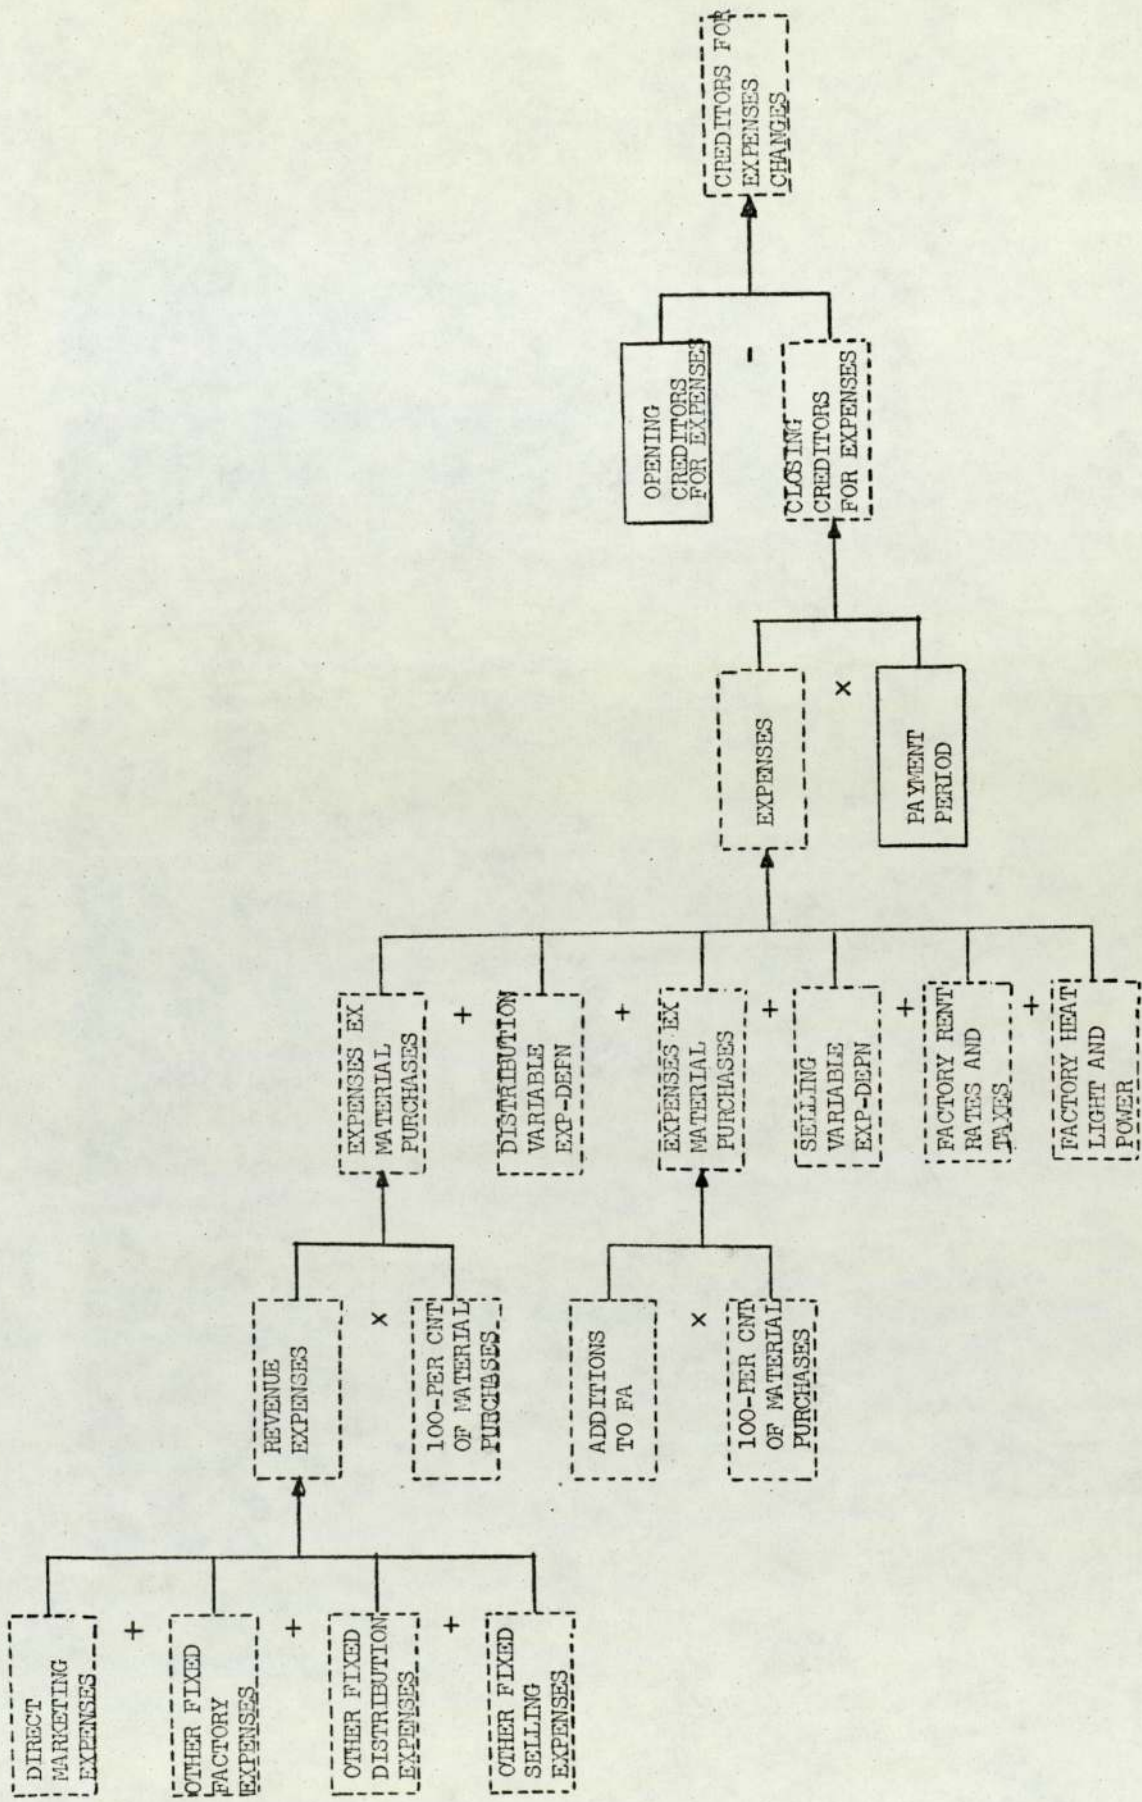 DIRECT
MARKETING
EXPENSES
+
OTHER FIXED
FACTORY
EXPENSES
+
OTHER FIXED
DISTRIBUTION
EXPENSES
+
OTHER FIXED
SELLING
EXPENSES
REVENUE
EXPENSES
x
100-PER CNT
OF MATERIAL
PURCHASES
ADDITIONS
TO FA
x
100-PER CNT
OF MATERIAL
PURCHASES
EXPENSES EX
MATERIAL
PURCHASES
+
DISTRIBUTION
VARIABLE
EXP-DEFN
+
EXPENSES EX
MATERIAL
PURCHASES
+
SELLING
VARIABLE
EXP-DEPN
+
FACTORY RENT
RATES AND
TAXES
+
FACTORY HEAT
LIGHT AND
POWER
EXPENSES
x
PAYMENT
PERIOD
OPENING
CREDITORS
FOR EXPENSES
-
CLOSING
CREDITORS
FOR EXPENSES
CREDITORS FOR
EXPENSES
CHANGES